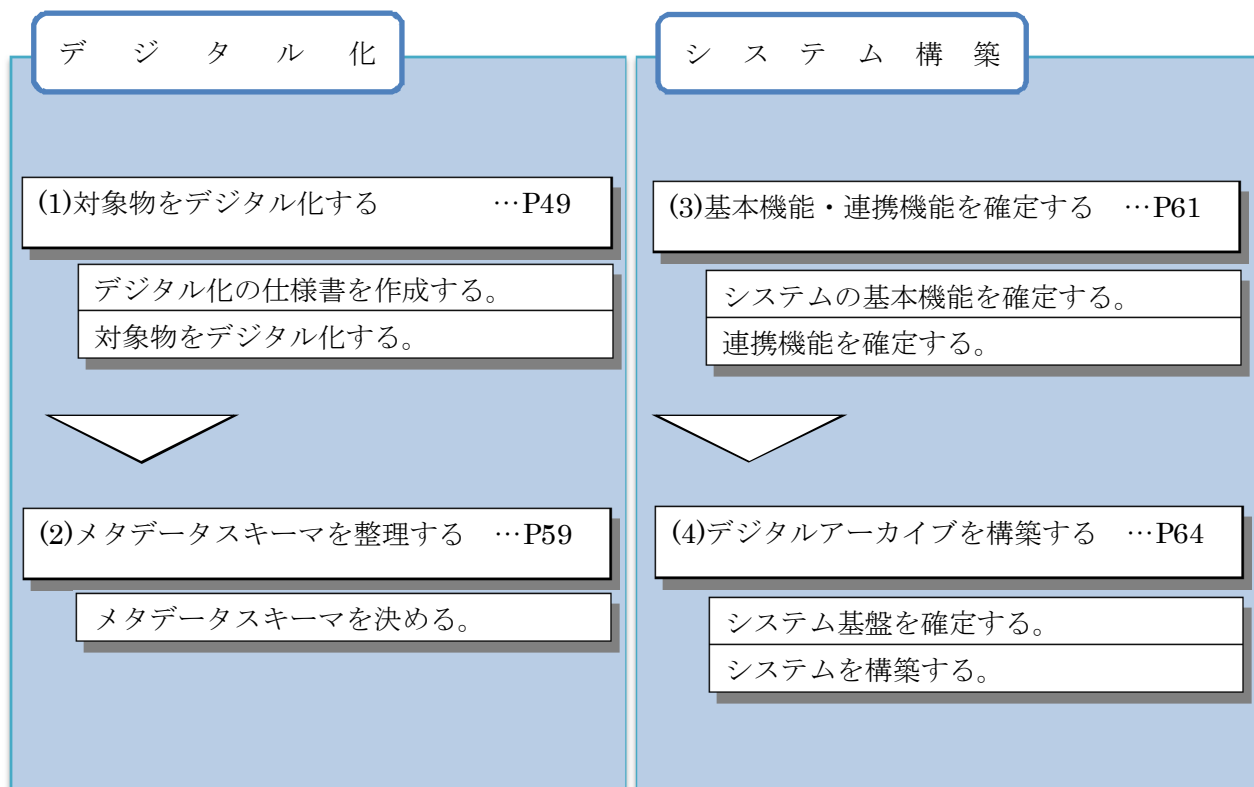 デジタル化
(1)対象物をデジタル化する …P49
デジタル化の仕様書を作成する。
対象物をデジタル化する。
(2)メタデータスキーマを整理する …P59
メタデータスキーマを決める。
システム構築
(3)基本機能・連携機能を確定する …P61
システムの基本機能を確定する。
連携機能を確定する。
(4)デジタルアーカイブを構築する …P64
システム基盤を確定する。
システムを構築する。